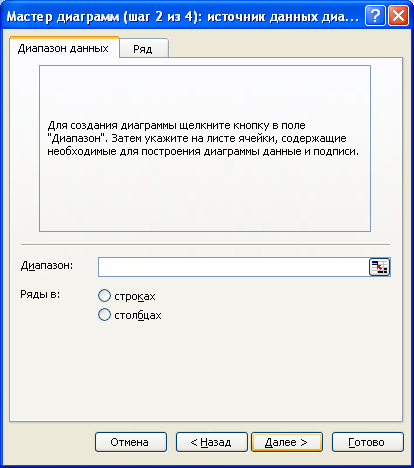 Мастер диаграмм (шаг 2 из 4): источник данных диа...
Диапазон данных
Ряд
Для создания диаграммы щелкните кнопку в поле
"Диапазон". Затем укажите на листе ячейки, содержащие
необходимые для построения диаграммы данные и подписи.
Диапазон:
Ряды в:
строках
столбцах
Отмена
< Назад
Далее >
Готово